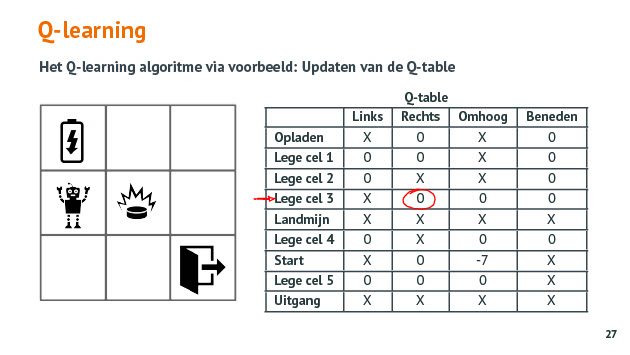 Q-learning
Het Q-learning algoritme via voorbeeld: Updaten van de Q-table
Q-table
Links Rechts Omhoog Beneden
Opladen X 0 X 0
Lege cel 1 0 0 X 0
Lege cel 2 0 X X 0
Lege cel 3 X 0 0 0
Landmijn X X X X
Lege cel 4 0 X 0 0
Start X 0 -7 X
Lege cel 5 0 0 0 X
Uitgang X X X X
27